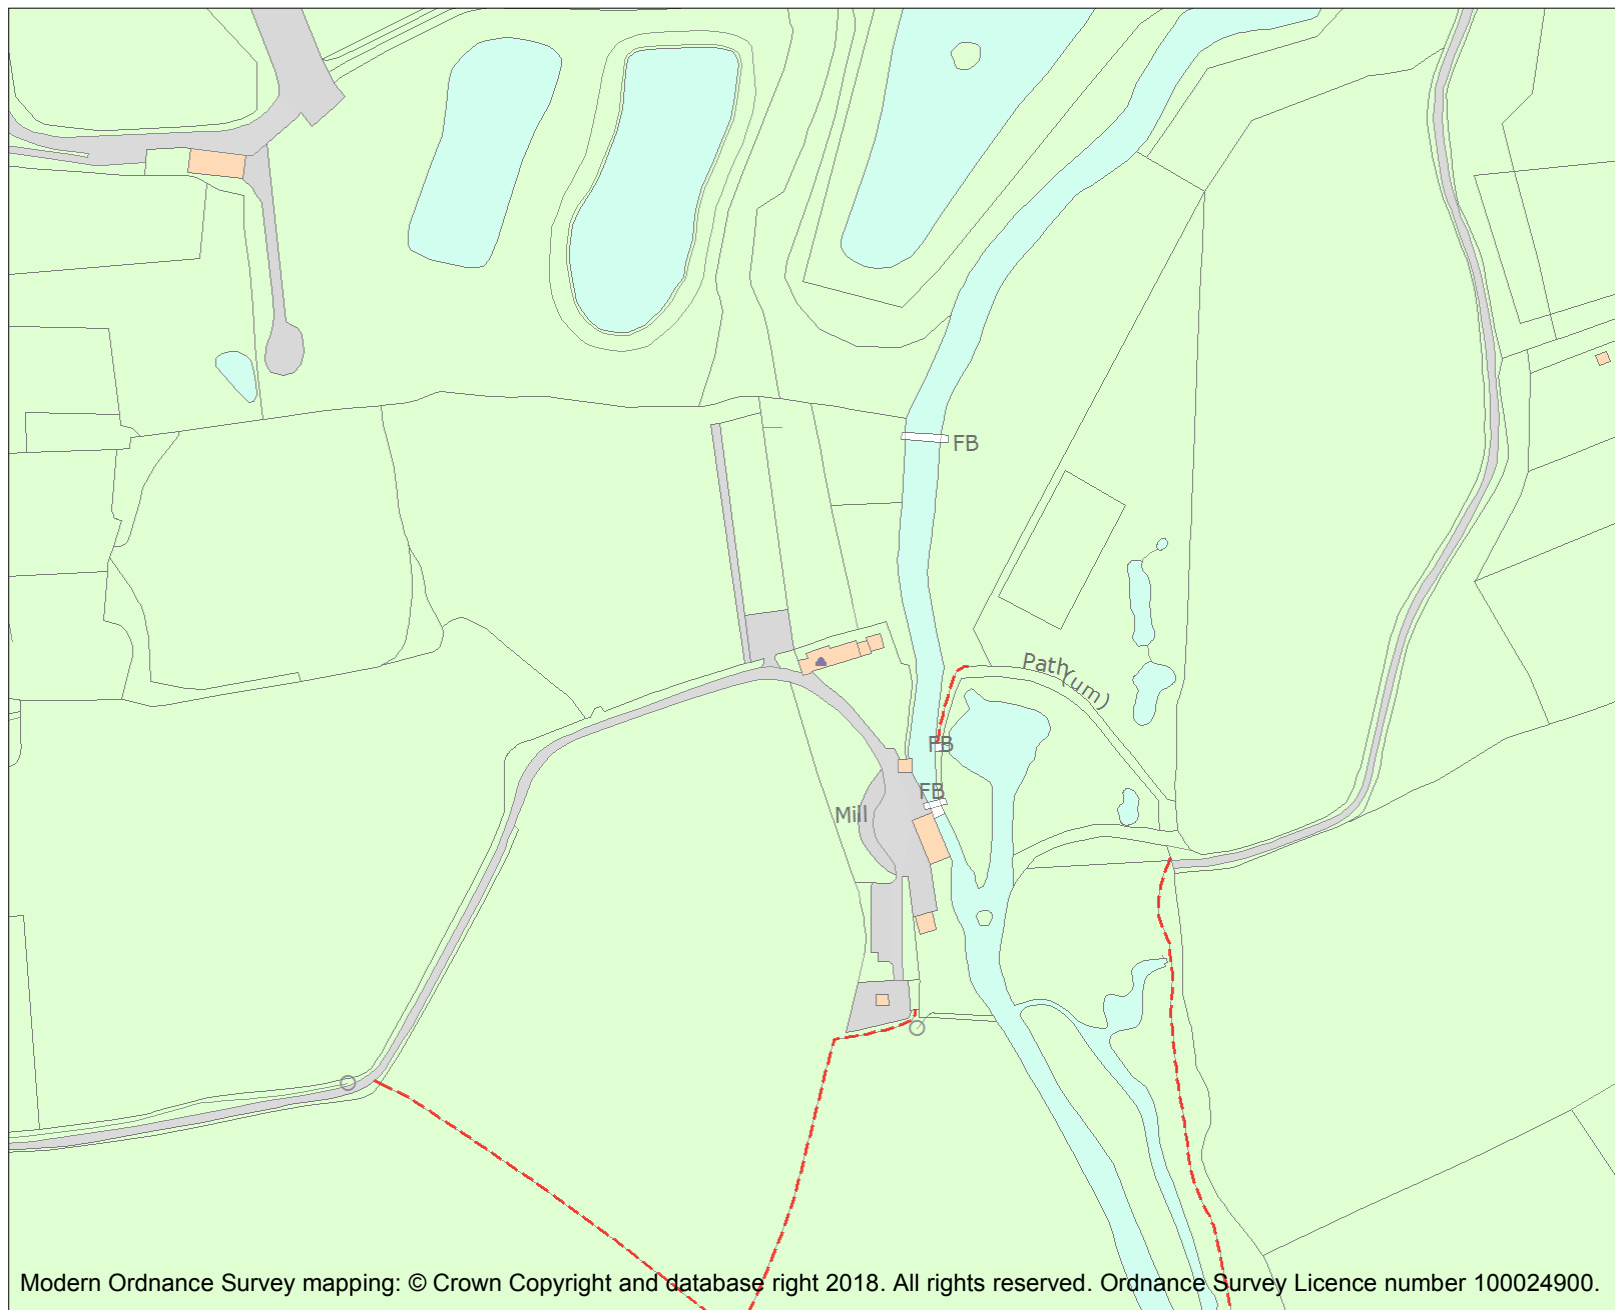 FB
Path (um)
FB
FB
Mill
Modern Ordnance Survey mapping: © Crown Copyright and database right 2018. All rights reserved. Ordnance Survey Licence number 100024900.